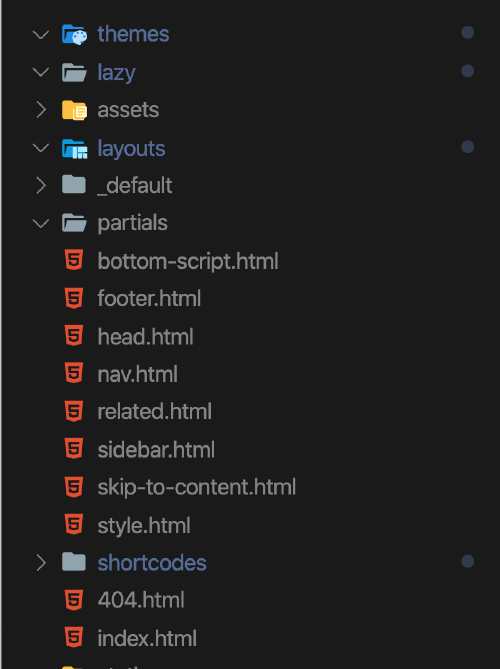 themes
lazy
assets
layouts
_default
partials
bottom-script.html
footer.html
head.html
nav.html
related.html
sidebar.html
skip-to-content.html
style.html
shortcodes
404.html
index.html